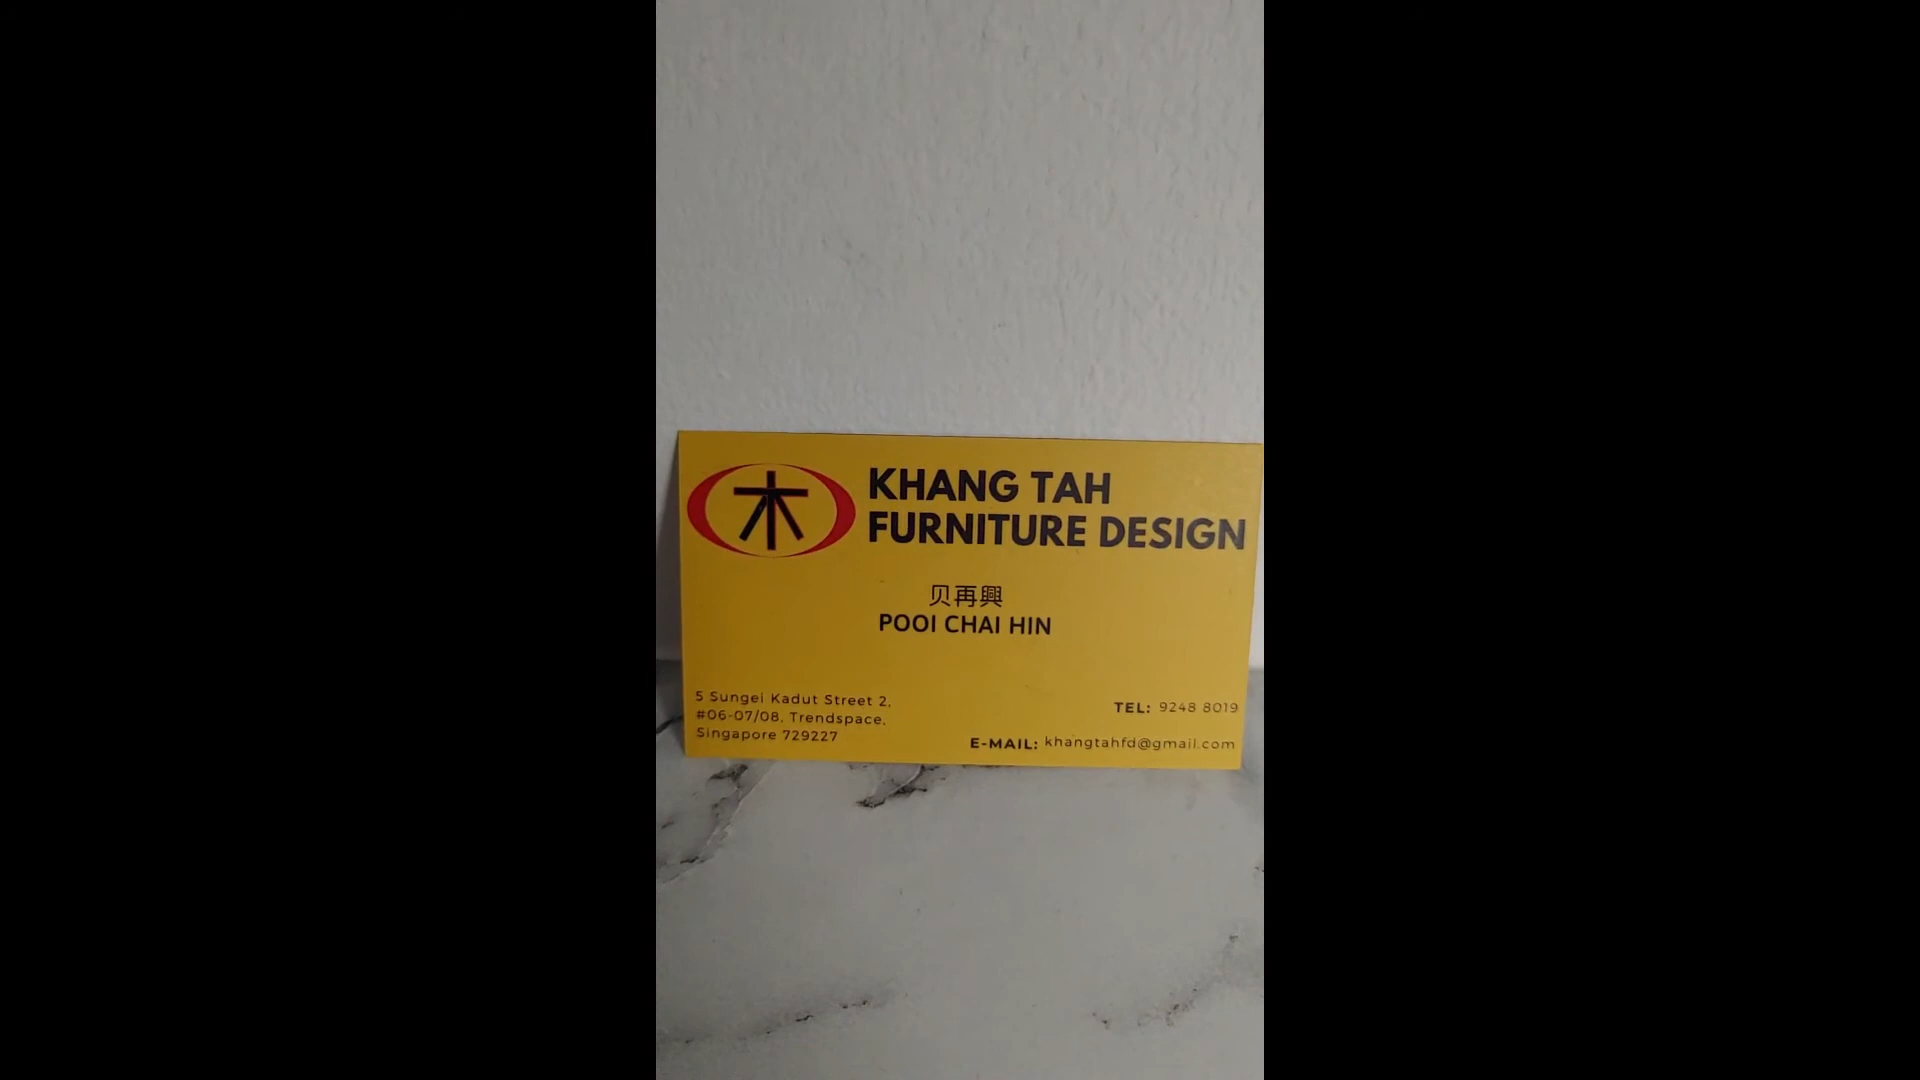 木
KHANG TAH
FURNITURE DESIGN
贝再興
POOI CHAI HIN
5 Sungei Kadut Street 2,
#06-07/08, Trendspace,
Singapore 729227
TEL: 9248 8019
E-MAIL: khangtahfd@gmail.com